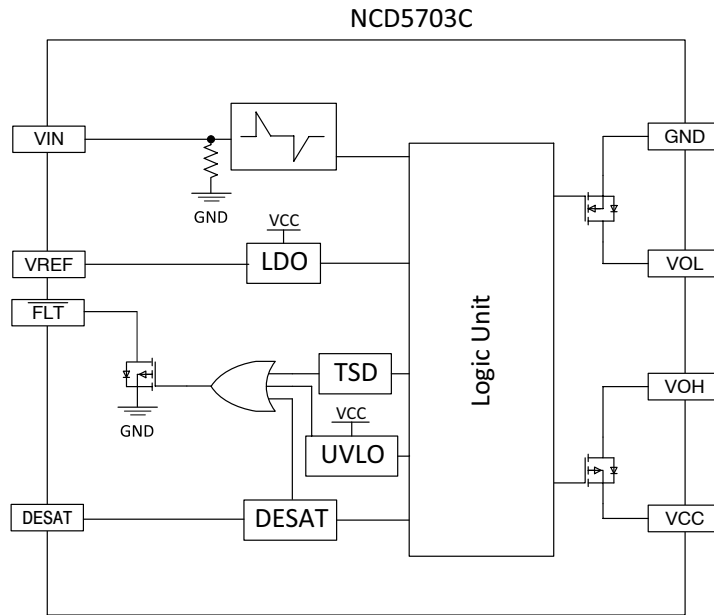 NCD5703C
VIN
GND
GND
VCC
VREF
LDO
VOL
FLT
Logic Unit
TSD
VOH
VCC
GND
UVLO
DESAT
DESAT
VCC